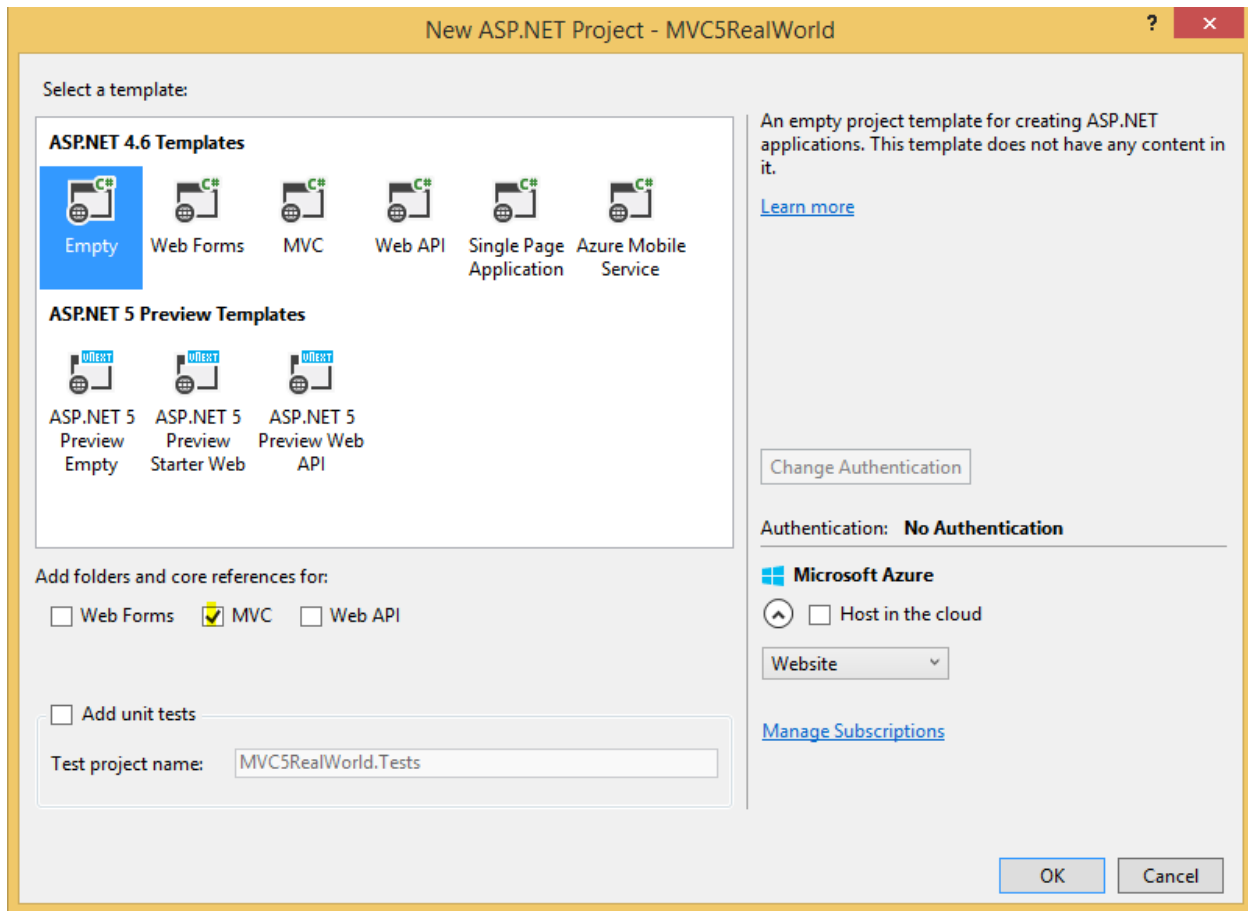 New ASP.NET Project - MVC5RealWorld
?
×
Select a template:
ASP.NET 4.6 Templates
C#
C#
C#
C#
C#
C#
Empty
Web Forms
MVC
Web API
Single Page
Application
Azure Mobile
Service
ASP.NET 5 Preview Templates
vNEXT
vNEXT
vNEXT
ASP.NET 5
Preview
Empty
ASP.NET 5
Preview
Starter Web
ASP.NET 5
Preview Web
API
Add folders and core references for:
Web Forms
MVC
Web API
Add unit tests
Test project name:
MVC5RealWorld.Tests
An empty project template for creating ASP.NET
applications. This template does not have any content in
it.
Learn more
Change Authentication
Authentication: No Authentication
Microsoft Azure
Host in the cloud
Website
Manage Subscriptions
OK
Cancel